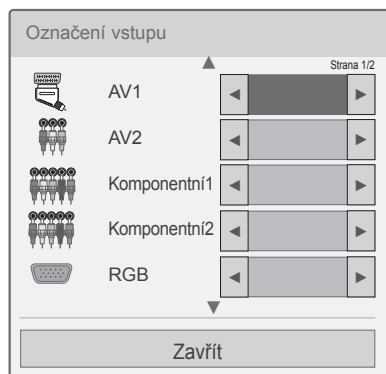 Označení vstupu
Strana 1/2
AV1
AV2
Komponentní1
Komponentní2
RGB
Zavřít